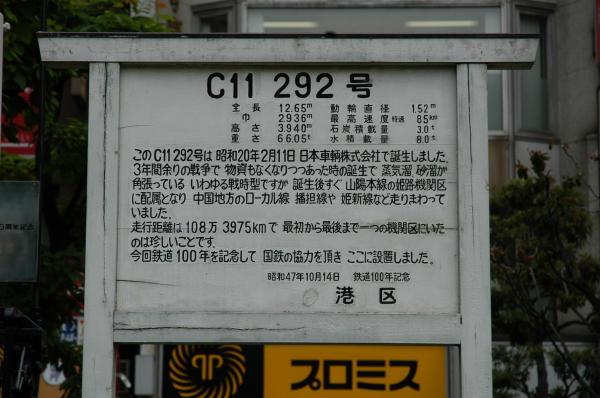 C11 292号
全長 12.65m 動輪直径 1.52m
巾 2.936m 最高速度 特速 85km
高さ 3.940m 石炭積載量 3.0t
重さ 66.05t 水積載量 8.0t
このC11 292号は 昭和20年2月11日 日本車輌株式会社で誕生しました。
3年間余りの戦争で 物資もなくなりつつあった時の誕生で 蒸気溜 砂溜が
角張っている いわゆる戦時型ですが 誕生後すぐ 山陽本線の姫路機関区
に配属となり 中国地方のローカル線 播担線や 姫新線など走りまわって
いました。
走行距離は 108万 3975kmで 最初から最後まで一つの機関区にいた
のは珍しいことです。
今回鉄道100年を記念して 国鉄の協力を頂き ここに設置しました。
昭和47年10月14日 鉄道100年記念
港区
周年記念
プロミス